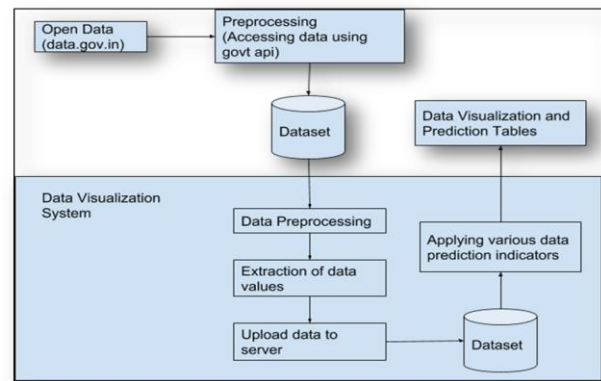 Open Data
(data.gov.in)
Preprocessing
(Accessing data using
govt api)
Dataset
Data Visualization and
Prediction Tables
Data Visualization
System
Data Preprocessing
Extraction of data
values
Upload data to
server
Dataset
Applying various data
prediction indicators